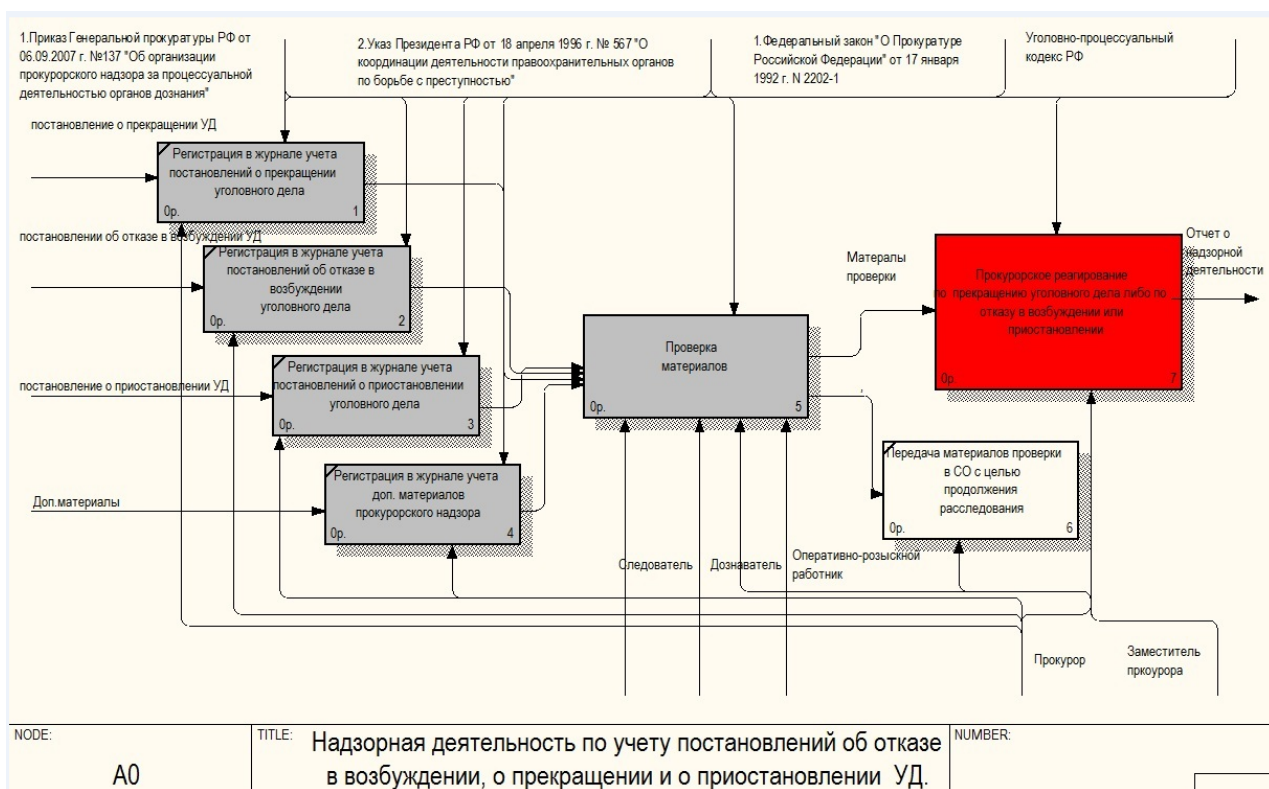 1.Приказ Генеральной прокуратуры РФ от
06.09.2007 г. №137 "Об организации
прокурорского надзора за процессуальной
деятельностью органов дознания"
2.Указ Президента РФ от 18 апреля 1996 г. № 567 "О
координации деятельности правоохранительных органов
по борьбе с преступностью"
1.Федеральный закон "О Прокуратуре
Российской Федерации" от 17 января
1992 г. N 2202-1
Уголовно-процессуальный
кодекс РФ
постановление о прекращении УД
Регистрация в журнале учета
постановлений о прекращении
уголовного дела
0р. 1
постановлении об отказе в возбуждении УД
Регистрация в журнале учета
постановлений об отказе в
возбуждении
уголовного дела
0р. 2
постановление о приостановлении УД
Регистрация в журнале учета
постановлений о приостановлении
уголовного дела
0р. 3
Доп.материалы
Регистрация в журнале учета
доп. материалов
прокурорского надзора
0р. 4
Проверка
материалов
0р. 5
Матералы
проверки
Прокурорское реагирование
по прекращению уголовного дела либо по
отказу в возбуждении или
приостановлении
0р. 7
Отчет о
надзорной
деятельности
Передача материалов проверки
в СО с целью
продолжения
расследования
0р. 6
Следователь
Дознаватель
Оперативно-розыскной
работник
Прокурор
Заместитель
пркоурора
NODE:
A0
TITLE:
Надзорная деятельность по учету постановлений об отказе
в возбуждении, о прекращении и о приостановлении УД.
NUMBER: